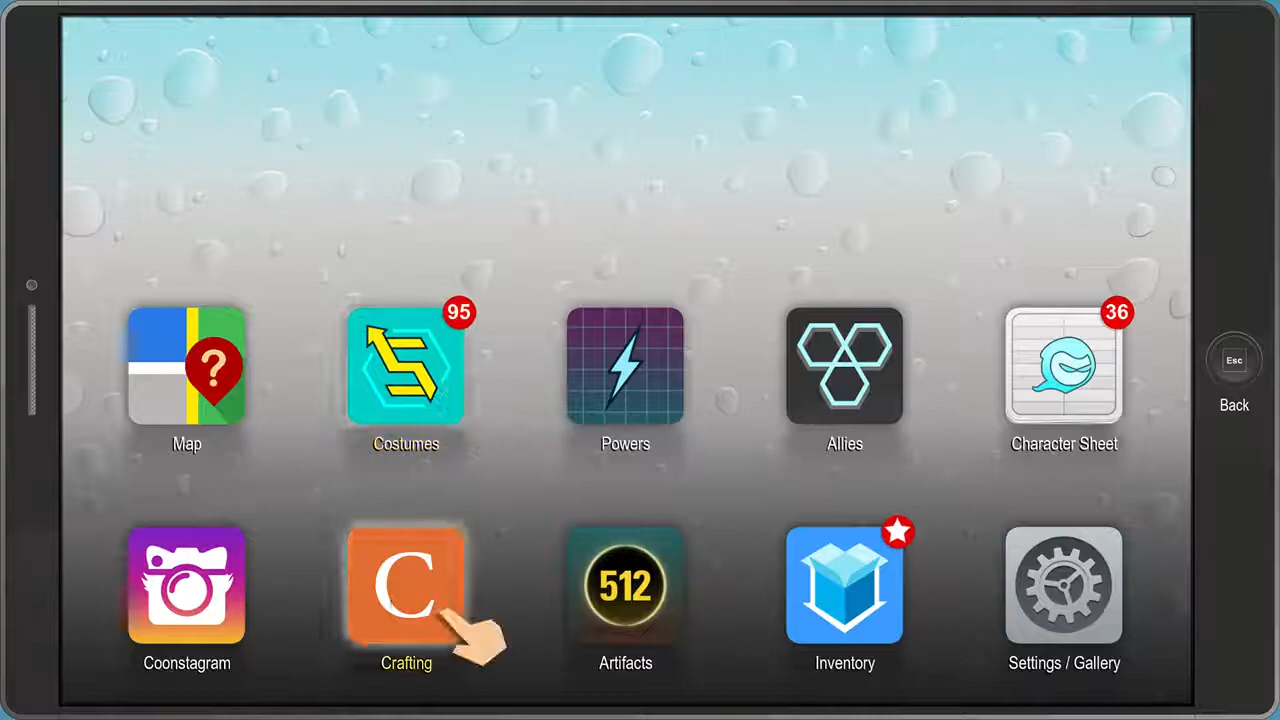 95
36
?
Map
Costumes
Powers
Allies
Character Sheet
Esc
Back
C
512
Coonstagram
Crafting
Artifacts
Inventory
Settings / Gallery